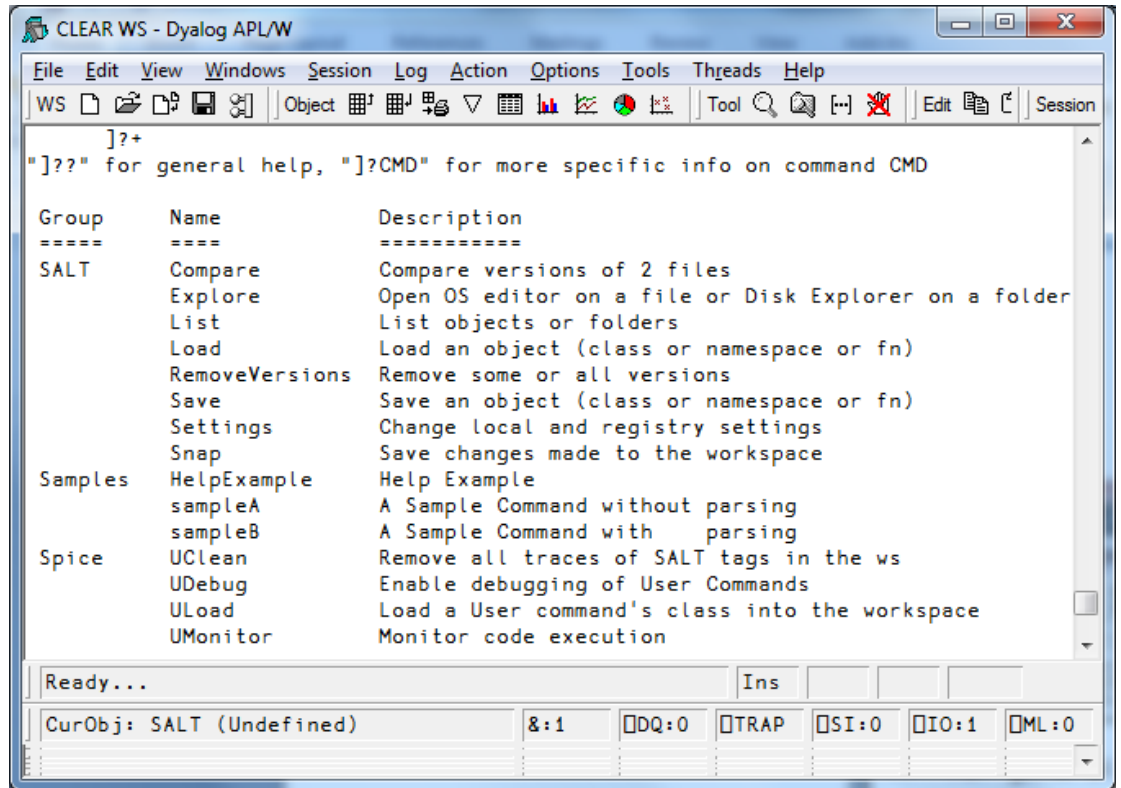 CLEAR WS - Dyalog APL/W
File Edit View Windows Session Log Action Options Tools Threads Help
WS Object Tool Edit Session
]?+
"]??" for general help, "]?CMD" for more specific info on command CMD
Group Name Description
===== ==== ===========
SALT Compare Compare versions of 2 files
Explore Open OS editor on a file or Disk Explorer on a folder
List List objects or folders
Load Load an object (class or namespace or fn)
RemoveVersions Remove some or all versions
Save Save an object (class or namespace or fn)
Settings Change local and registry settings
Snap Save changes made to the workspace
Samples HelpExample Help Example
sampleA A Sample Command without parsing
sampleB A Sample Command with parsing
Spice UClean Remove all traces of SALT tags in the ws
UDebug Enable debugging of User Commands
ULoad Load a User command's class into the workspace
UMonitor Monitor code execution
Ready... Ins
CurObj: SALT (Undefined) &:1 ⎕DQ:0 ⎕TRAP ⎕SI:0 ⎕IO:1 ⎕ML:0